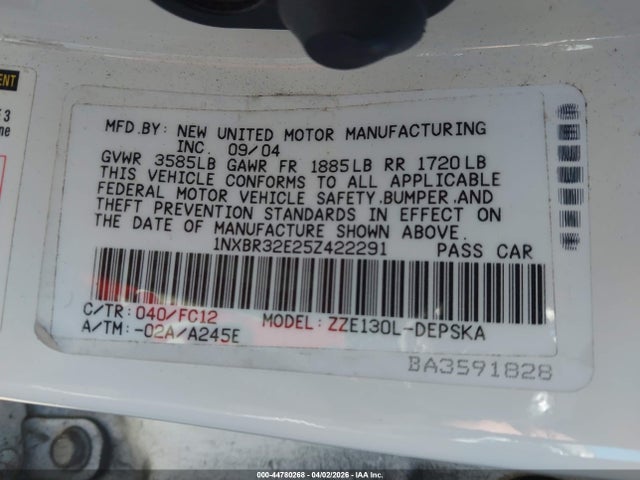 ENT
3
ne
MFD.BY: NEW UNITED MOTOR MANUFACTURING
INC. 09/04
GVWR 3585LB GAWR FR 1885LB RR 1720LB
THIS VEHICLE CONFORMS TO ALL APPLICABLE
FEDERAL MOTOR VEHICLE SAFETY,BUMPER,AND
THEFT PREVENTION STANDARDS IN EFFECT ON
THE DATE OF MANUFACTURE SHOWN ABOVE.
1NXBR32E25Z422291 PASS CAR
C/TR: 040/FC12 MODEL: ZZE130L-DEPSKA
A/TM: -02A/A245E
BA3591828
000-44780268 - 04/02/2026 - IAA Inc.